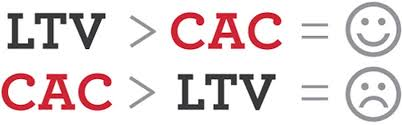 LTV > CAC =
CAC > LTV =